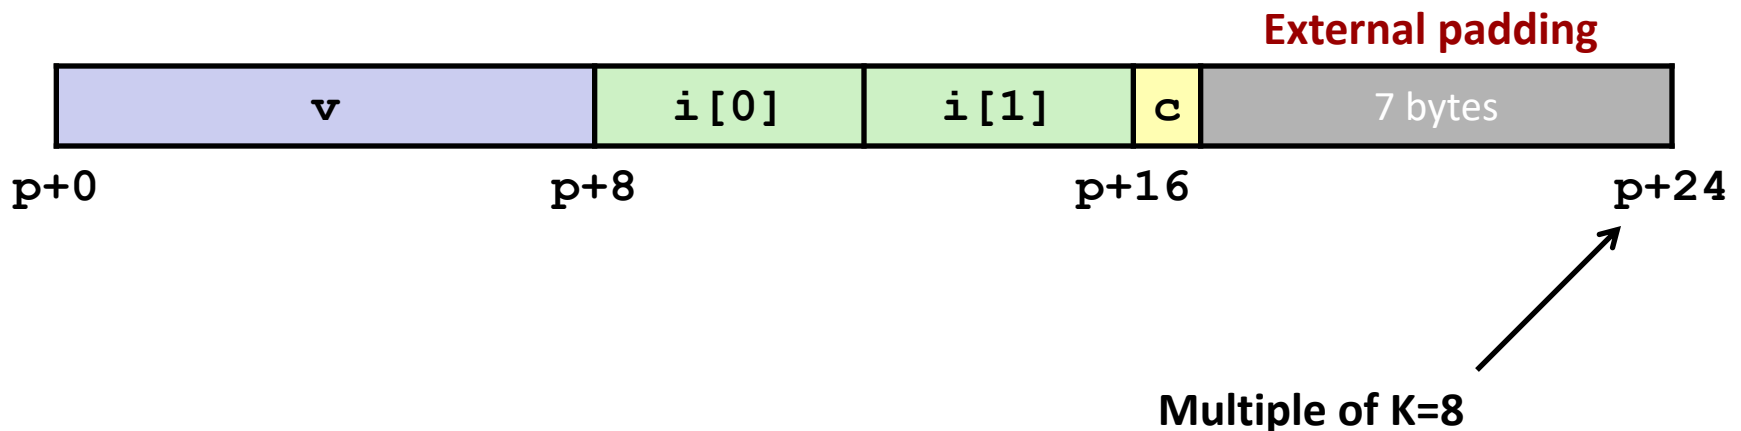 External padding
v i[0] i[1] c 7 bytes
p+0 p+8 p+16 p+24
Multiple of K=8